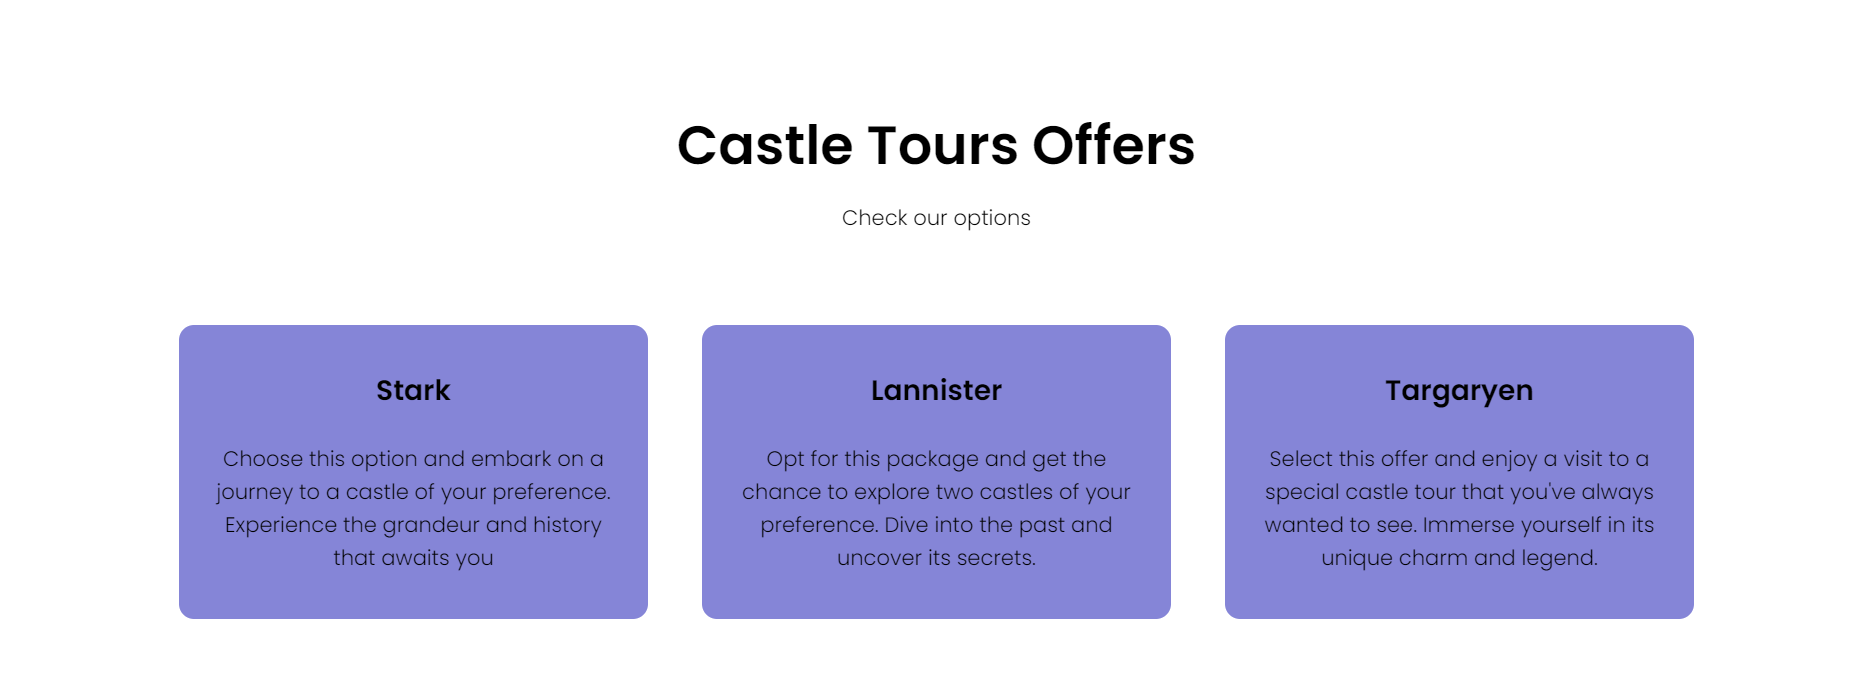 Castle Tours Offers
Check our options
Stark
Choose this option and embark on a
journey to a castle of your preference.
Experience the grandeur and history
that awaits you
Lannister
Opt for this package and get the
chance to explore two castles of your
preference. Dive into the past and
uncover its secrets.
Targaryen
Select this offer and enjoy a visit to a
special castle tour that you've always
wanted to see. Immerse yourself in its
unique charm and legend.